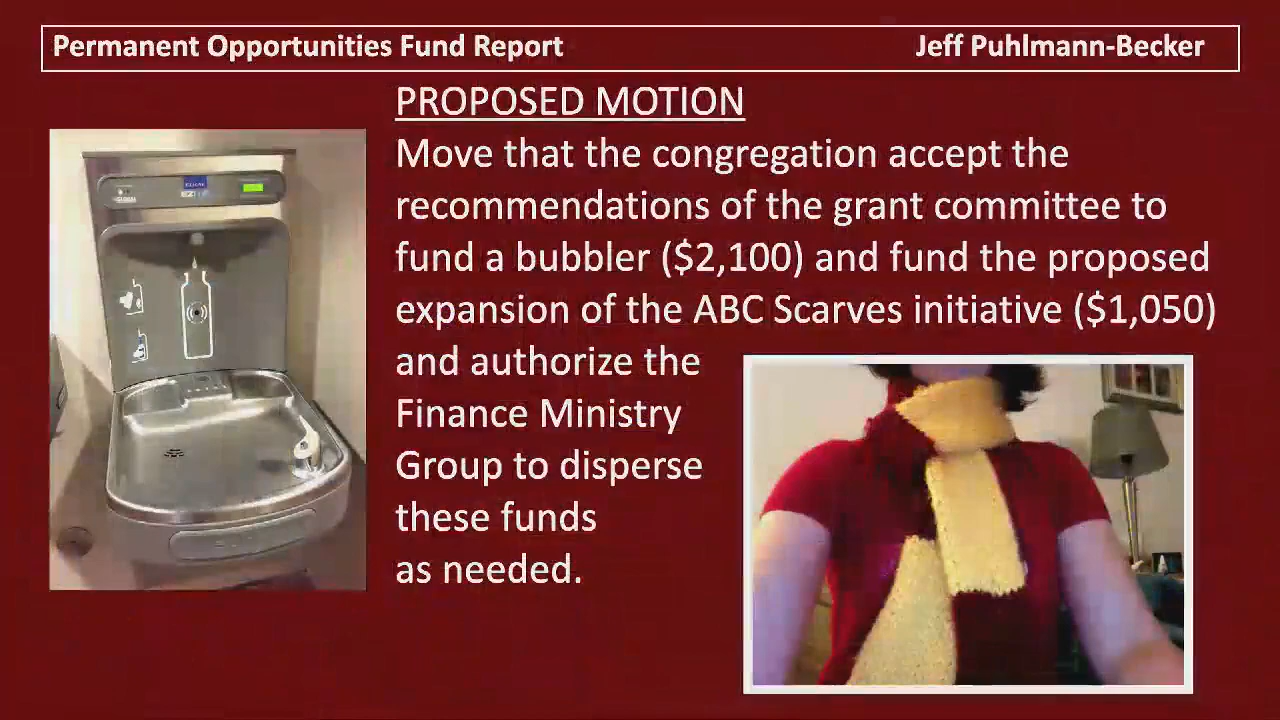 Permanent Opportunities Fund Report
Jeff Puhlmann-Becker
PROPOSED MOTION
Move that the congregation accept the
recommendations of the grant committee to
fund a bubbler ($2,100) and fund the proposed
expansion of the ABC Scarves initiative ($1,050)
and authorize the
Finance Ministry
Group to disperse
these funds
as needed.